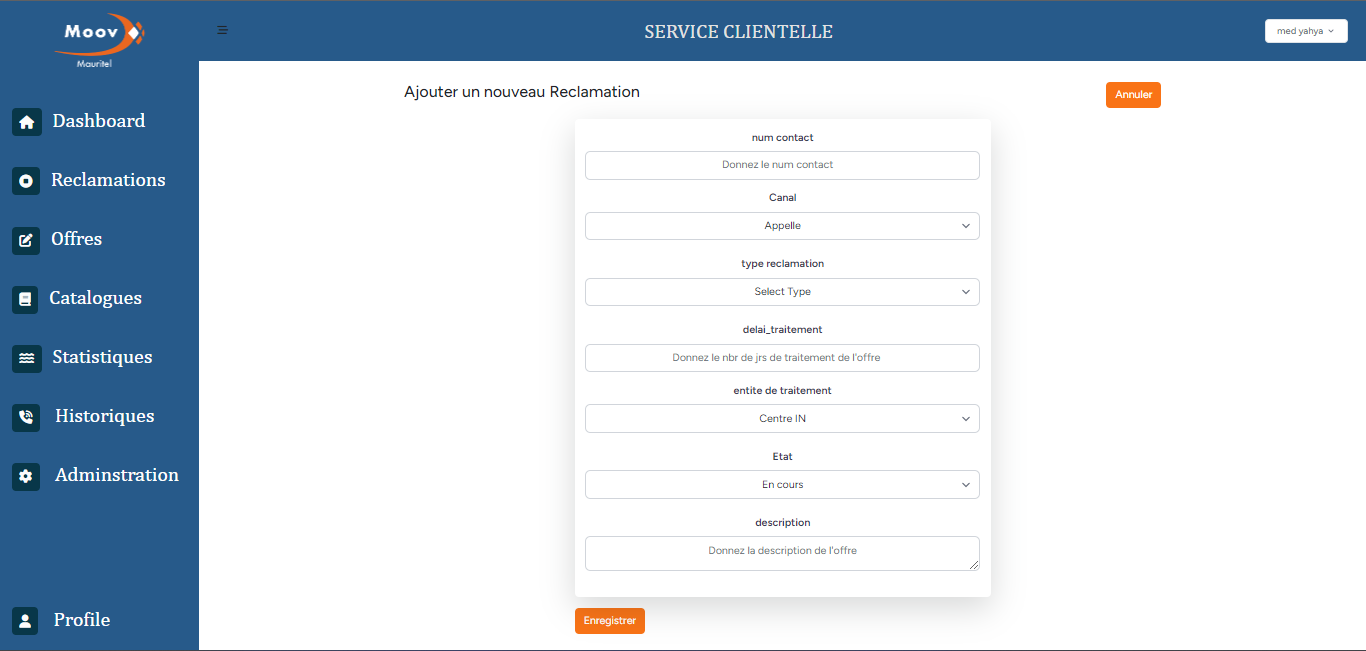 Moov
Mauritel
SERVICE CLIENTELLE
med yahya
Dashboard
Reclamations
Offres
Catalogues
Statistiques
Historiques
Adminstration
Profile
Ajouter un nouveau Reclamation
Annuler
num contact
Donnez le num contact
Canal
Appelle
type reclamation
Select Type
delai_traitement
Donnez le nbr de jrs de traitement de l'offre
entite de traitement
Centre IN
Etat
En cours
description
Donnez la description de l'offre
Enregistrer